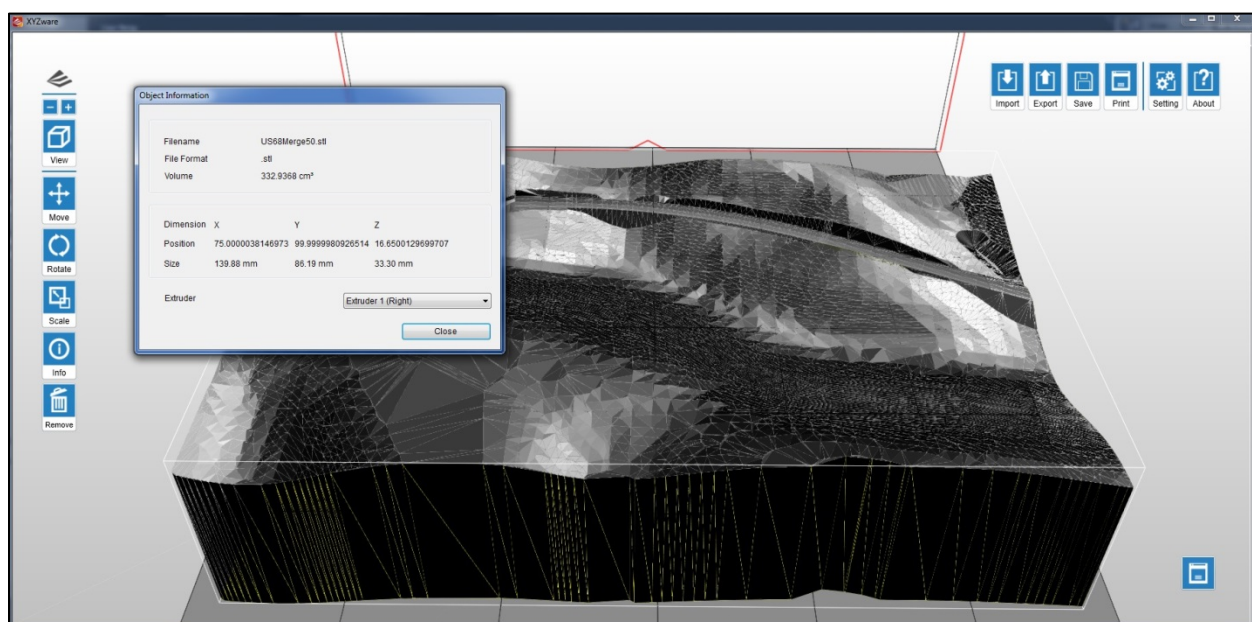 XYZware
Object Information
Filename US68Merge50.stl
File Format .stl
Volume 332.9368 cm³
Dimension X Y Z
Position 75.0000038146973 99.9999980926514 16.6500129699707
Size 139.88 mm 86.19 mm 33.30 mm
Extruder Extruder 1 (Right)
Close
View
Move
Rotate
Scale
Info
Remove
Import Export Save Print Setting About